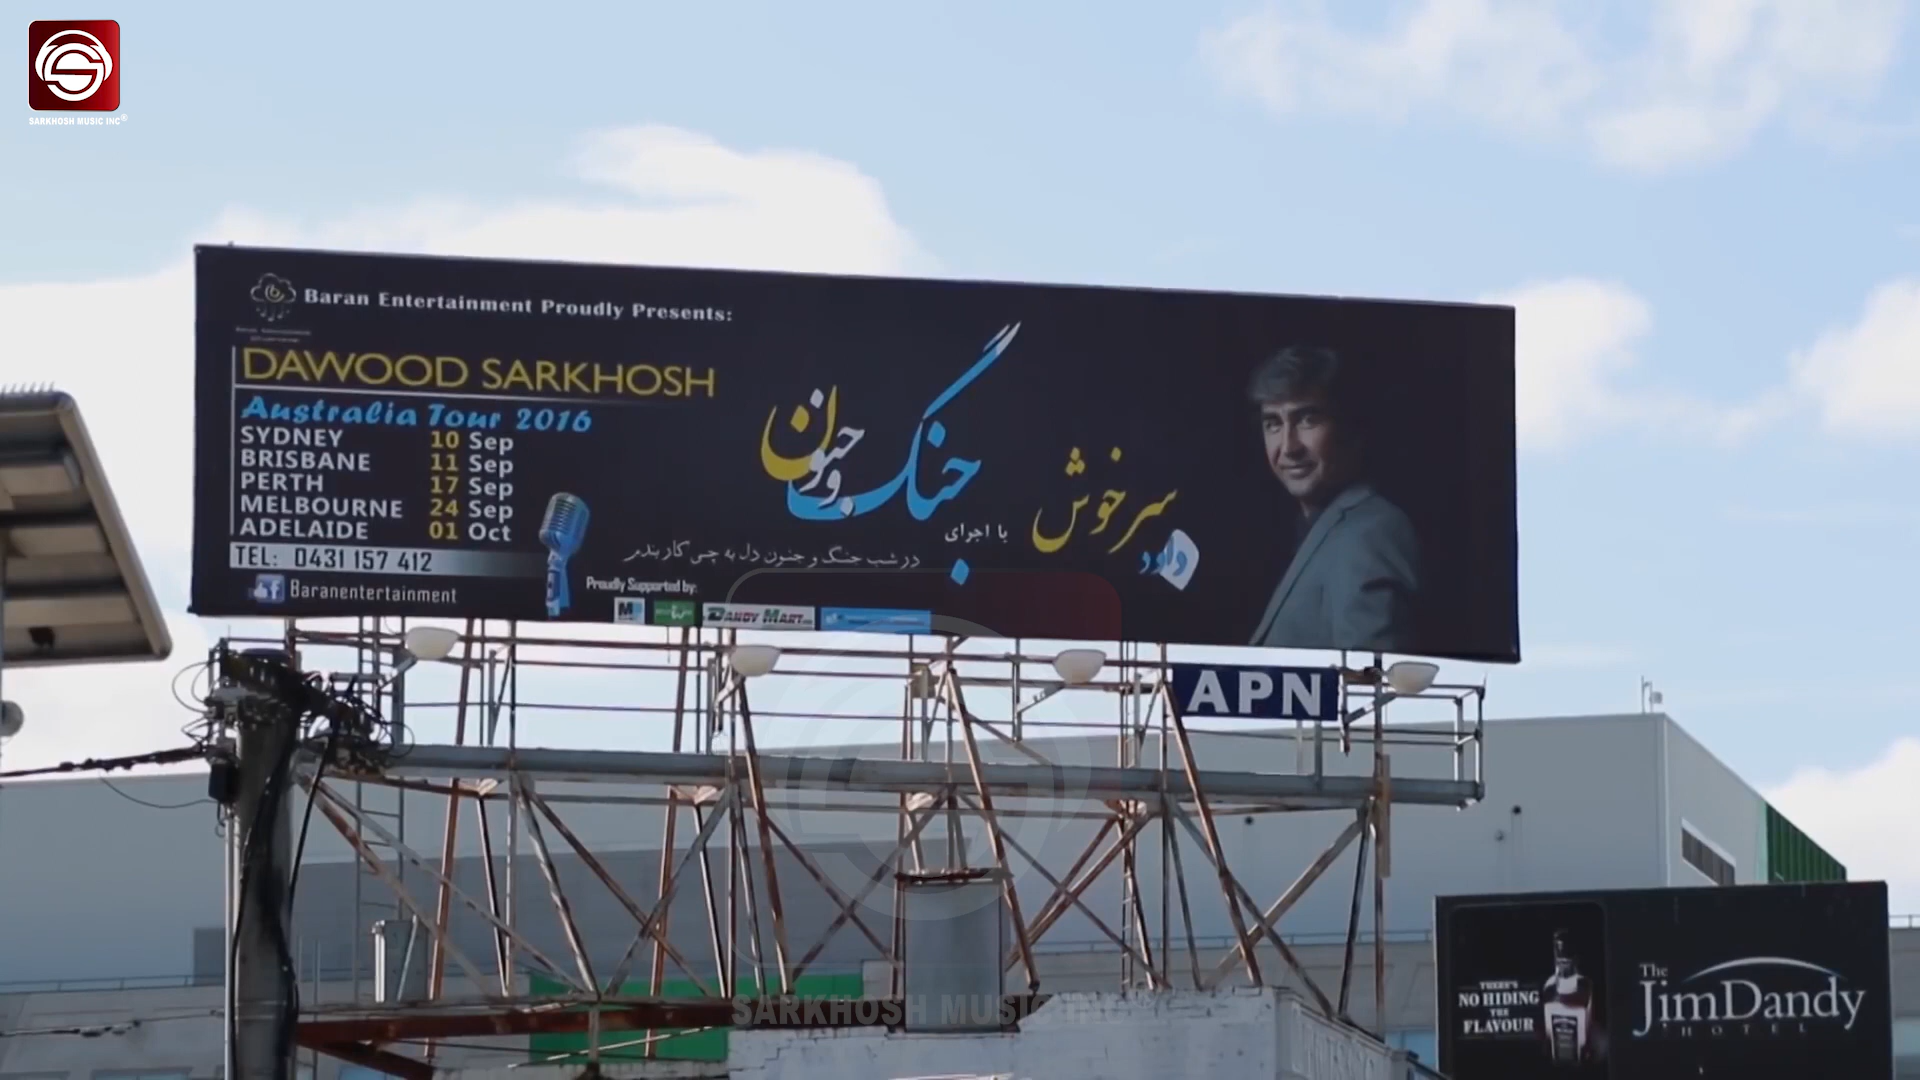 SARKHOSH MUSIC INC®
Baran Entertainment Proudly Presents:
DAWOOD SARKHOSH
Australia Tour 2016
SYDNEY 10 Sep
BRISBANE 11 Sep
PERTH 17 Sep
MELBOURNE 24 Sep
ADELAIDE 01 Oct
TEL: 0431 157 412
f Baranentertainment
جنگ و جنون
با اجرای
داود سرخوش
در شب جنگ و جنون دل به چی کار بندم
Proudly Supported by:
DANDY MART
APN
THERE'S
NO HIDING
THE
FLAVOUR
The
JimDandy
HOTEL
SARKHOSH MUSIC INC